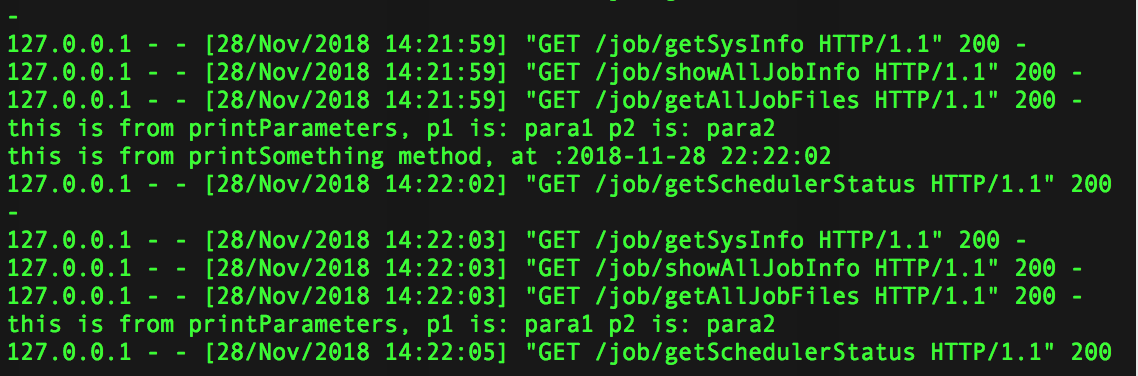 -
127.0.0.1 - - [28/Nov/2018 14:21:59] "GET /job/getSysInfo HTTP/1.1" 200 -
127.0.0.1 - - [28/Nov/2018 14:21:59] "GET /job/showAllJobInfo HTTP/1.1" 200 -
127.0.0.1 - - [28/Nov/2018 14:21:59] "GET /job/getAllJobFiles HTTP/1.1" 200 -
this is from printParameters, p1 is: para1 p2 is: para2
this is from printSomething method, at :2018-11-28 22:22:02
127.0.0.1 - - [28/Nov/2018 14:22:02] "GET /job/getSchedulerStatus HTTP/1.1" 200
-
127.0.0.1 - - [28/Nov/2018 14:22:03] "GET /job/getSysInfo HTTP/1.1" 200 -
127.0.0.1 - - [28/Nov/2018 14:22:03] "GET /job/showAllJobInfo HTTP/1.1" 200 -
127.0.0.1 - - [28/Nov/2018 14:22:03] "GET /job/getAllJobFiles HTTP/1.1" 200 -
this is from printParameters, p1 is: para1 p2 is: para2
127.0.0.1 - - [28/Nov/2018 14:22:05] "GET /job/getSchedulerStatus HTTP/1.1" 200